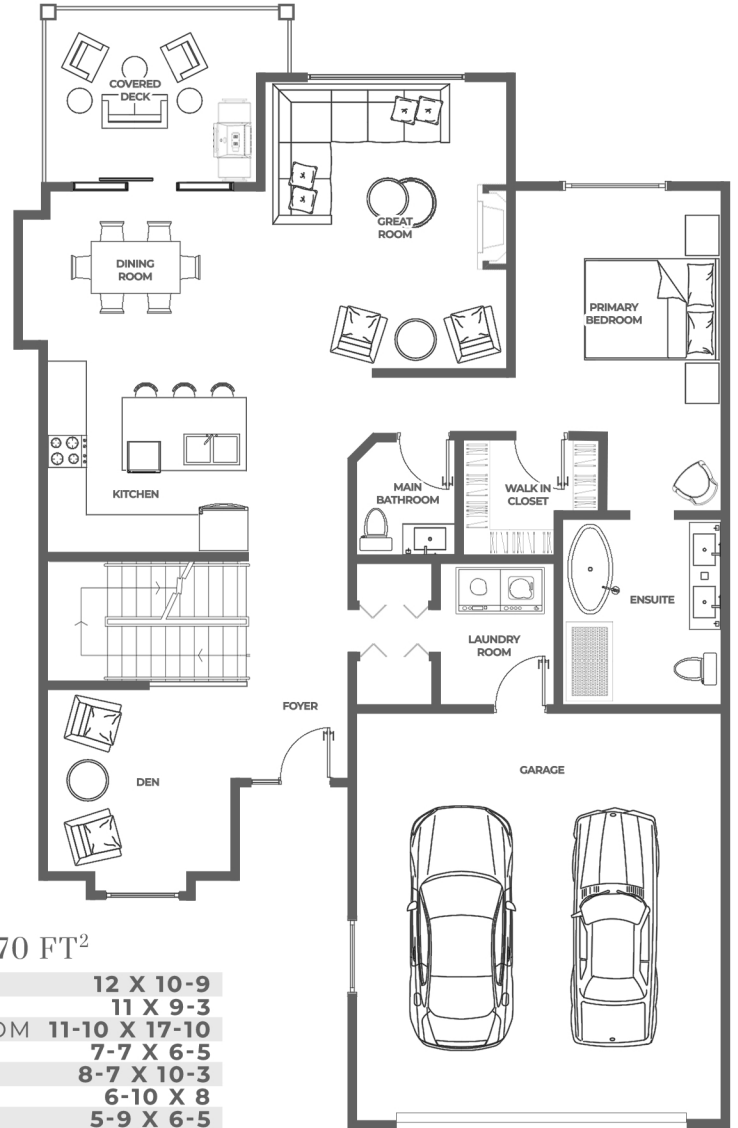 COVERED
DECK
GREAT
ROOM
DINING
ROOM
PRIMARY
BEDROOM
KITCHEN
MAIN
BATHROOM
WALK IN
CLOSET
ENSUITE
LAUNDRY
ROOM
FOYER
DEN
GARAGE
70 FT²
12 X 10-9
11 X 9-3
OM 11-10 X 17-10
7-7 X 6-5
8-7 X 10-3
6-10 X 8
5-9 X 6-5